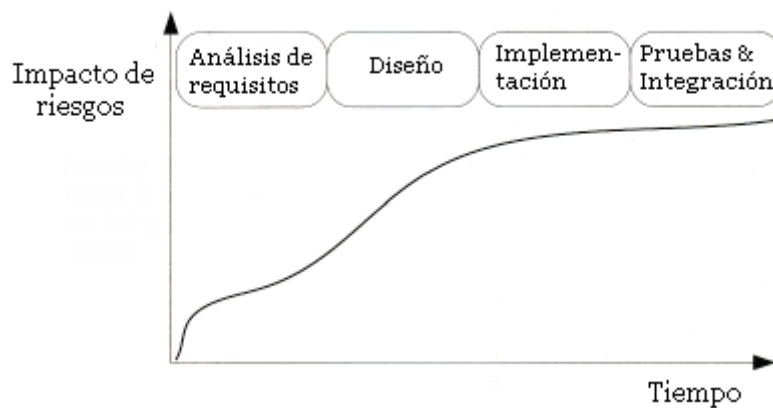 Impacto de
riesgos
Análisis de
requisitos
Diseño
Implemen-
tación
Pruebas &
Integración
Tiempo